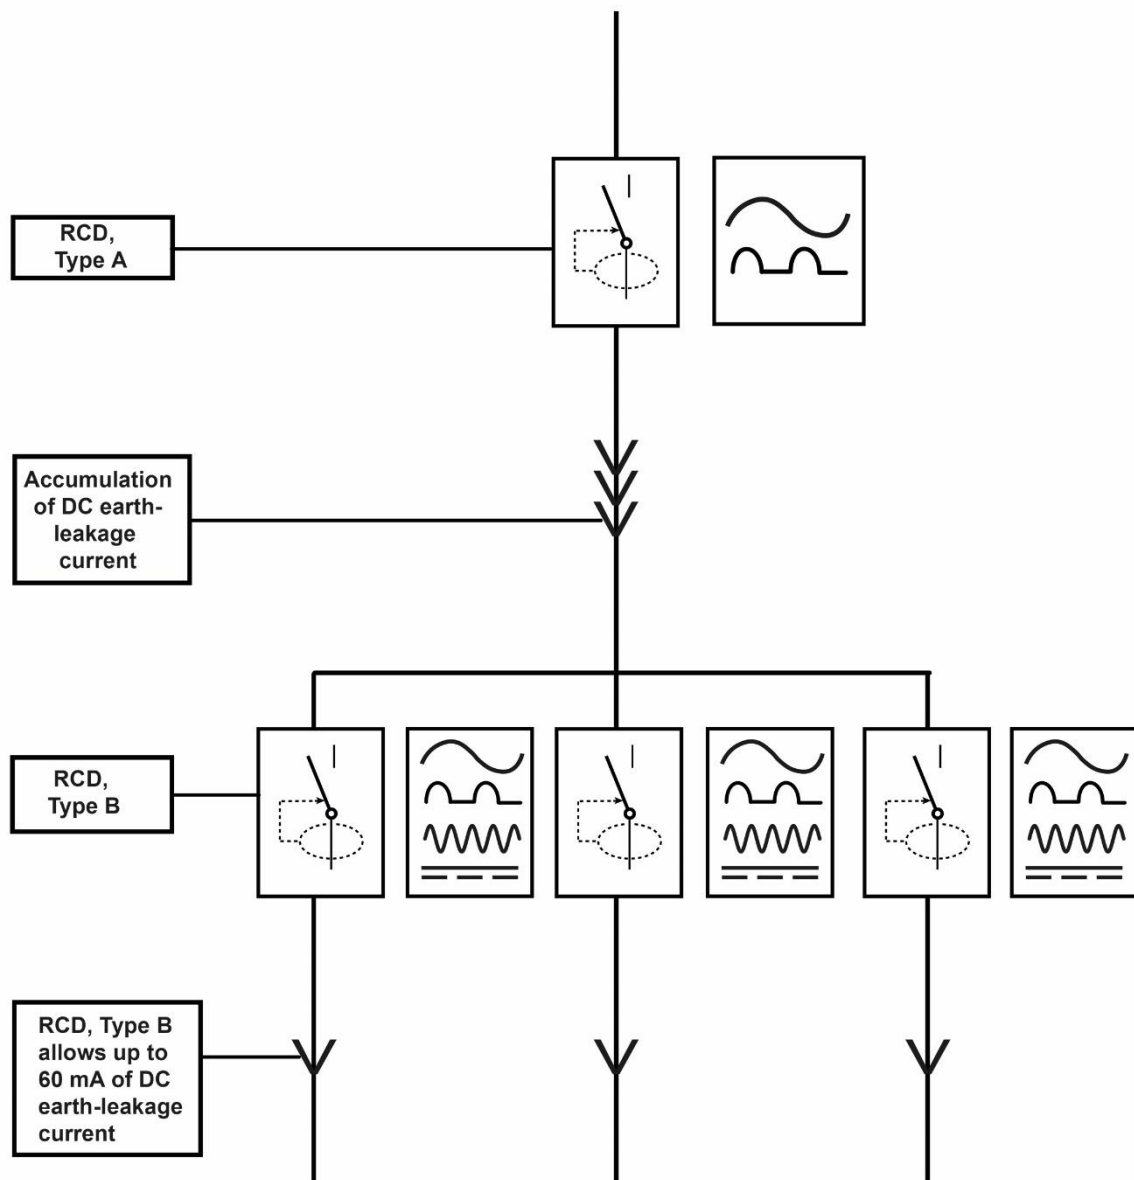 RCD,
Type A
Accumulation
of DC earth-
leakage
current
RCD,
Type B
RCD, Type B
allows up to
60 mA of DC
earth-leakage
current